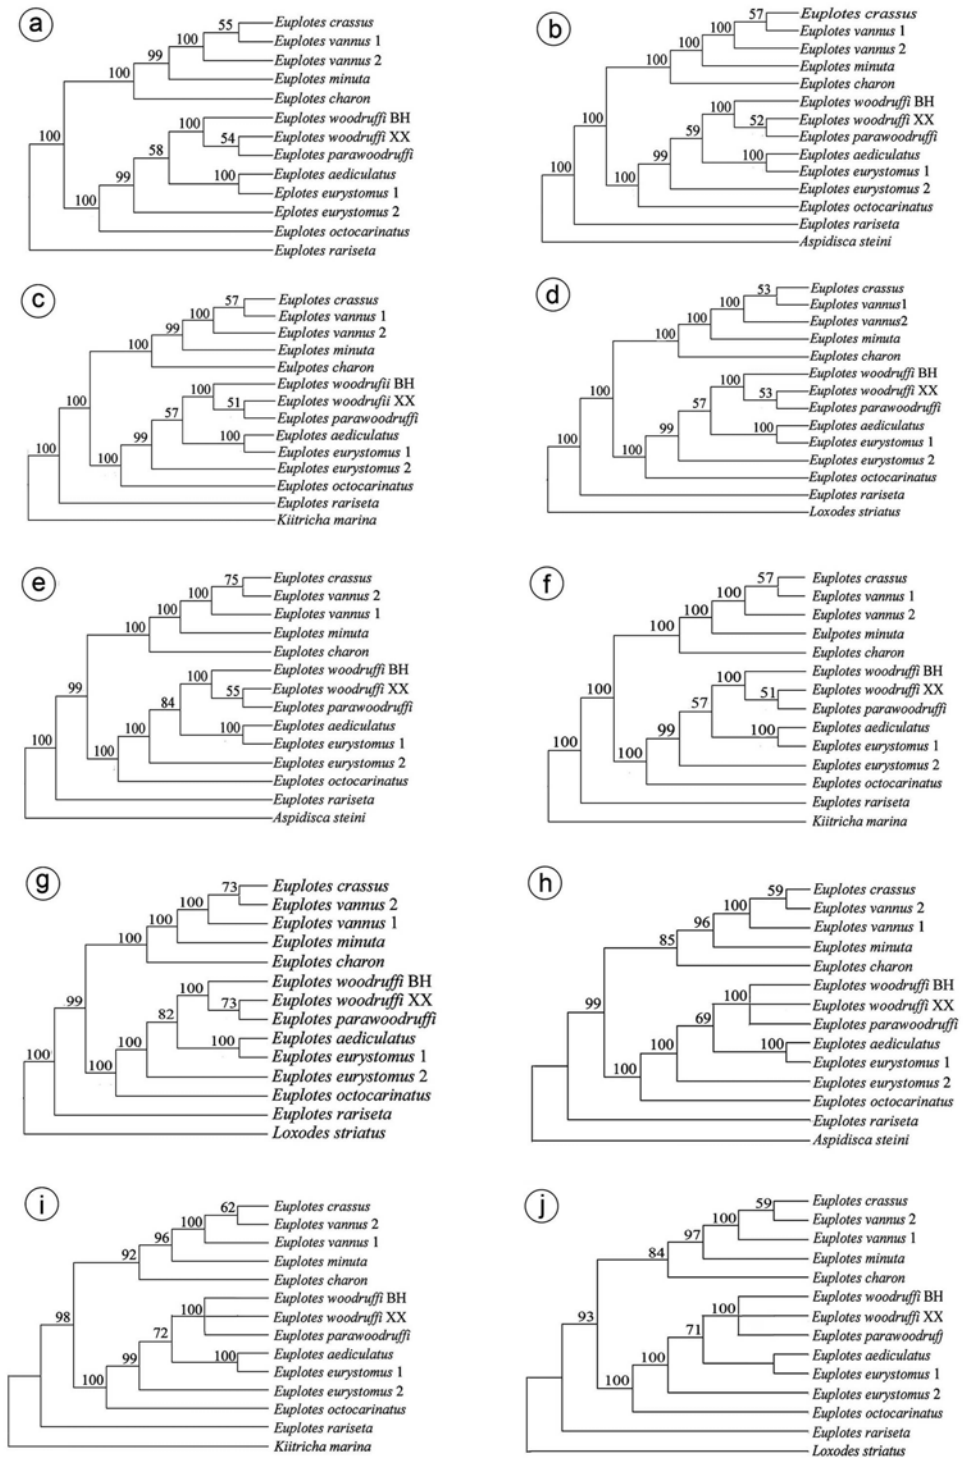 a
55
Euplotes crassus
100
Euplotes vannus 1
99
Euplotes vannus 2
100
Euplotes minuta
Euplotes charon
100
Euplotes woodruffi BH
100
54
Euplotes woodruffi XX
58
Euplotes parawoodruffi
99
100
Euplotes aediculatus
100
Eplotes eurystomus 1
Eplotes eurystomus 2
Euplotes octocarinatus
Euplotes rariseta
b
57
Euplotes crassus
100
Euplotes vannus 1
100
Euplotes vannus 2
100
Euplotes minuta
Euplotes charon
100
Euplotes woodruffi BH
100
52
Euplotes woodruffi XX
59
Euplotes parawoodruffi
99
100
Euplotes aediculatus
100
100
Euplotes eurystomus 1
Euplotes eurystomus 2
Euplotes octocarinatus
Euplotes rariseta
Aspidisca steini
c
57
Euplotes crassus
100
Euplotes vannus 1
99
Euplotes vannus 2
100
Euplotes minuta
Eulpotes charon
100
Euplotes woodrufii BH
100
51
Euplotes woodrufii XX
57
Euplotes parawoodruffi
99
100
Euplotes aediculatus
100
100
Euplotes eurystomus 1
Euplotes eurystomus 2
Euplotes octocarinatus
Euplotes rariseta
Kiitricha marina
d
53
Euplotes crassus
100
Euplotes vannus1
100
Euplotes vannus2
100
Euplotes minuta
Euplotes charon
100
Euplotes woodruffi BH
100
53
Euplotes woodruffi XX
57
Euplotes parawoodruffi
99
100
Euplotes aediculatus
100
100
Euplotes eurystomus 1
Euplotes eurystomus 2
Euplotes octocarinatus
Euplotes rariseta
Loxodes striatus
e
75
Euplotes crassus
100
Euplotes vannus 2
100
Euplotes vannus 1
100
Euplotes minuta
Euplotes charon
100
Euplotes woodruffi BH
99
55
Euplotes woodruffi XX
84
Euplotes parawoodruffi
100
100
Euplotes aediculatus
100
100
Euplotes eurystomus 1
Euplotes eurystomus 2
Euplotes octocarinatus
Euplotes rariseta
Aspidisca steini
f
57
Euplotes crassus
100
Euplotes vannus 1
100
Euplotes vannus 2
100
Eulpotes minuta
Euplotes charon
100
Euplotes woodruffi BH
100
51
Euplotes woodruffi XX
57
Euplotes parawoodruffi
99
100
Euplotes aediculatus
100
100
Euplotes eurystomus 1
Euplotes eurystomus 2
Euplotes octocarinatus
Euplotes rariseta
Kiitricha marina
g
73
Euplotes crassus
100
Euplotes vannus 2
100
Euplotes vannus 1
100
Euplotes minuta
Euplotes charon
100
Euplotes woodruffi BH
99
73
Euplotes woodruffi XX
82
Euplotes parawoodruffi
100
100
Euplotes aediculatus
100
100
Euplotes eurystomus 1
Euplotes eurystomus 2
Euplotes octocarinatus
Euplotes rariseta
Loxodes striatus
h
59
Euplotes crassus
100
Euplotes vannus 2
96
Euplotes vannus 1
85
Euplotes minuta
Euplotes charon
100
Euplotes woodruffi BH
99
Euplotes woodruffi XX
69
Euplotes parawoodruffi
100
100
Euplotes aediculatus
100
Euplotes eurystomus 1
Euplotes eurystomus 2
Euplotes octocarinatus
Euplotes rariseta
Aspidisca steini
i
62
Euplotes crassus
100
Euplotes vannus 2
96
Euplotes vannus 1
92
Euplotes minuta
Euplotes charon
100
Euplotes woodruffi BH
98
Euplotes woodruffi XX
72
Euplotes parawoodruffi
99
100
Euplotes aediculatus
100
Euplotes eurystomus 1
Euplotes eurystomus 2
Euplotes octocarinatus
Euplotes rariseta
Kiitricha marina
j
59
Euplotes crassus
100
Euplotes vannus 2
97
Euplotes vannus 1
84
Euplotes minuta
Euplotes charon
100
Euplotes woodruffi BH
93
Euplotes woodruffi XX
71
Euplotes parawoodruff
100
Euplotes aediculatus
100
Euplotes eurystomus 1
Euplotes eurystomus 2
Euplotes octocarinatus
Euplotes rariseta
Loxodes striatus